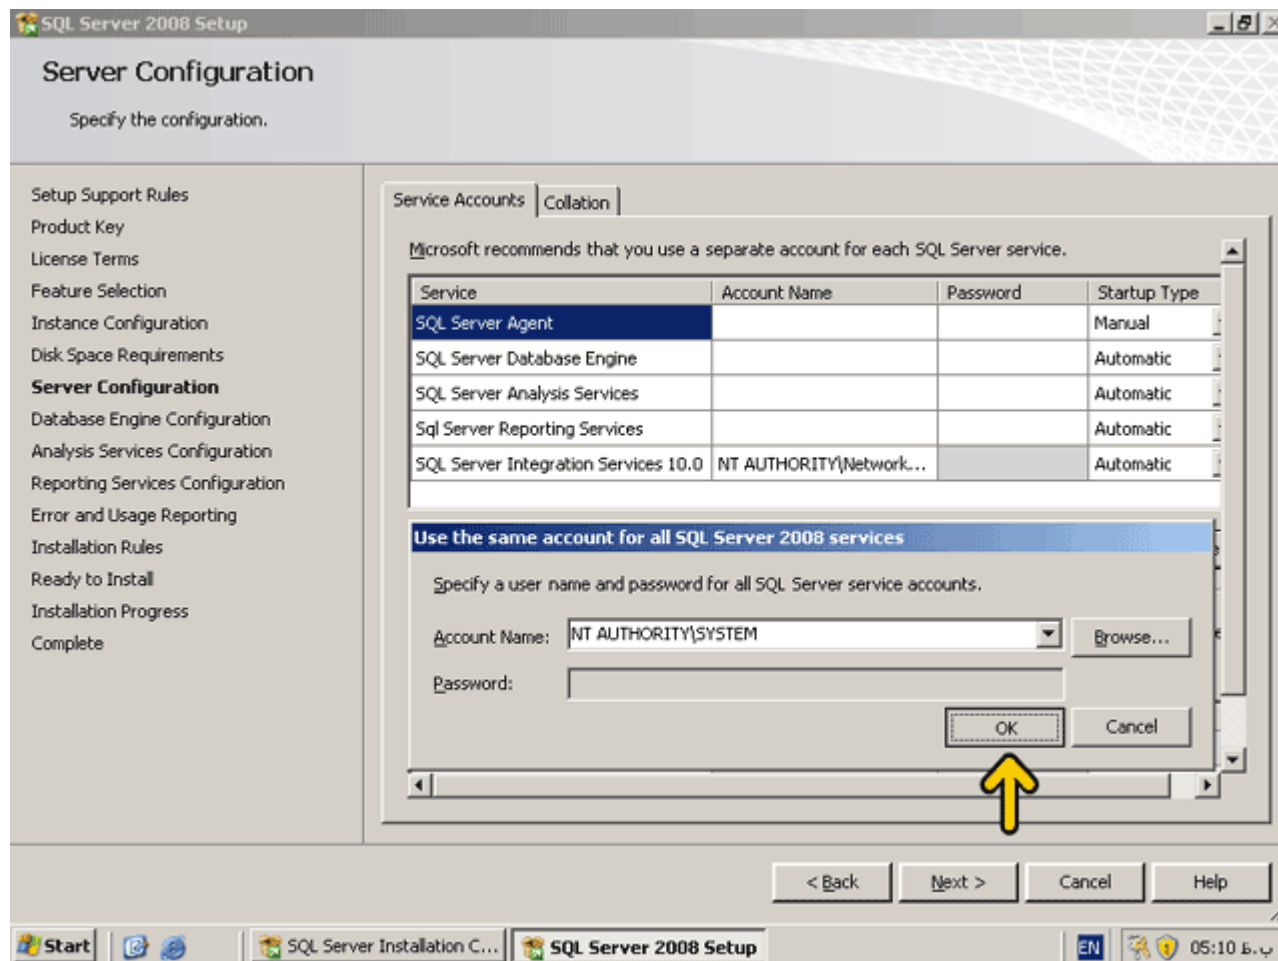 SQL Server 2008 Setup
Server Configuration
Specify the configuration.
Setup Support Rules
Product Key
License Terms
Feature Selection
Instance Configuration
Disk Space Requirements
Server Configuration
Database Engine Configuration
Analysis Services Configuration
Reporting Services Configuration
Error and Usage Reporting
Installation Rules
Ready to Install
Installation Progress
Complete
Service Accounts Collation
Microsoft recommends that you use a separate account for each SQL Server service.
Service Account Name Password Startup Type
SQL Server Agent Manual
SQL Server Database Engine Automatic
SQL Server Analysis Services Automatic
Sql Server Reporting Services Automatic
SQL Server Integration Services 10.0 NT AUTHORITY\Network... Automatic
Use the same account for all SQL Server 2008 services
Specify a user name and password for all SQL Server service accounts.
Account Name: NT AUTHORITY\SYSTEM Browse...
Password:
OK Cancel
< Back Next > Cancel Help
Start SQL Server Installation C... SQL Server 2008 Setup EN 05:10 ب.ظ